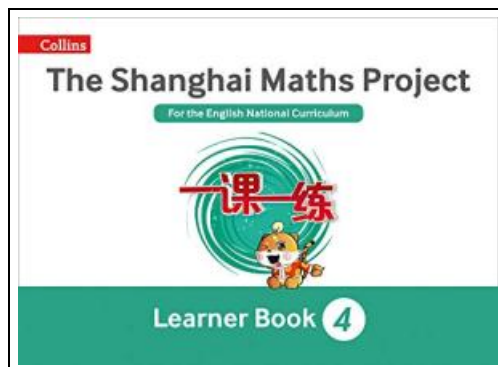 Collins
The Shanghai Maths Project
For the English National Curriculum
一课一练
Learner Book 4